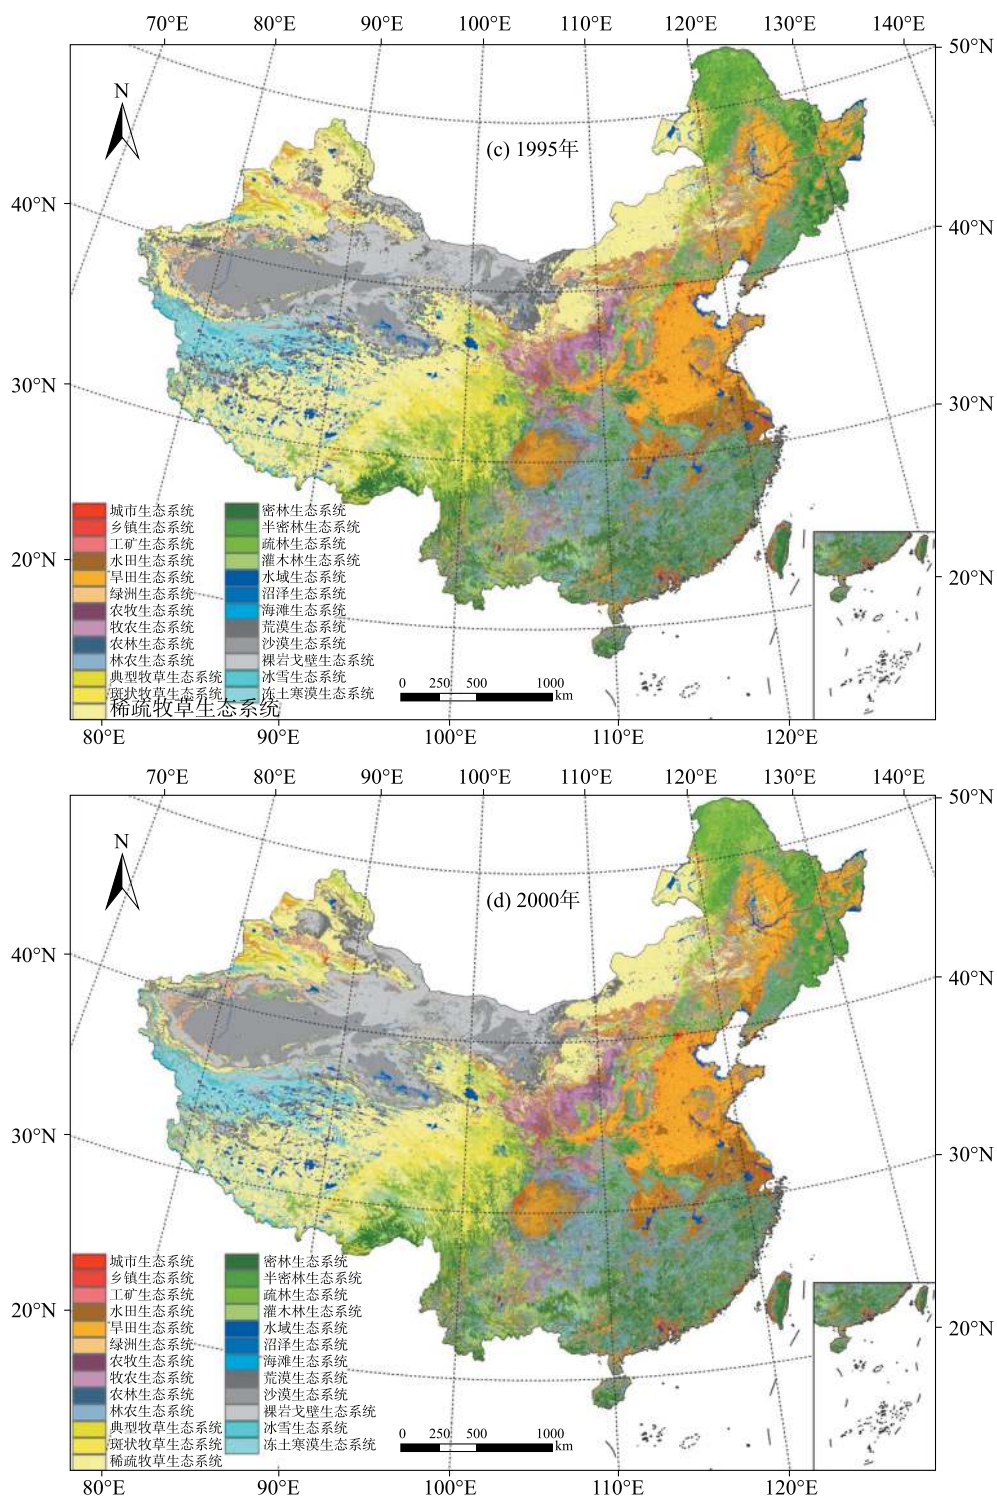 70°E 80°E 90°E 100°E 110°E 120°E 130°E 140°E
50°N
N
(c) 1995年
40°N
40°N
30°N
30°N
20°N
20°N
城市生态系统
乡镇生态系统
工矿生态系统
水田生态系统
旱田生态系统
绿洲生态系统
农牧生态系统
牧农生态系统
农林生态系统
林农生态系统
典型牧草生态系统
斑状牧草生态系统
稀疏牧草生态系统
密林生态系统
半密林生态系统
疏林生态系统
灌木林生态系统
水域生态系统
沼泽生态系统
海滩生态系统
荒漠生态系统
沙漠生态系统
裸岩戈壁生态系统
冰雪生态系统
冻土寒漠生态系统
0 250 500 1000
km
80°E 90°E 100°E 110°E 120°E
70°E 80°E 90°E 100°E 110°E 120°E 130°E 140°E
50°N
N
(d) 2000年
40°N
40°N
30°N
30°N
20°N
20°N
城市生态系统
乡镇生态系统
工矿生态系统
水田生态系统
旱田生态系统
绿洲生态系统
农牧生态系统
牧农生态系统
农林生态系统
林农生态系统
典型牧草生态系统
斑状牧草生态系统
稀疏牧草生态系统
密林生态系统
半密林生态系统
疏林生态系统
灌木林生态系统
水域生态系统
沼泽生态系统
海滩生态系统
荒漠生态系统
沙漠生态系统
裸岩戈壁生态系统
冰雪生态系统
冻土寒漠生态系统
0 250 500 1000
km
80°E 90°E 100°E 110°E 120°E